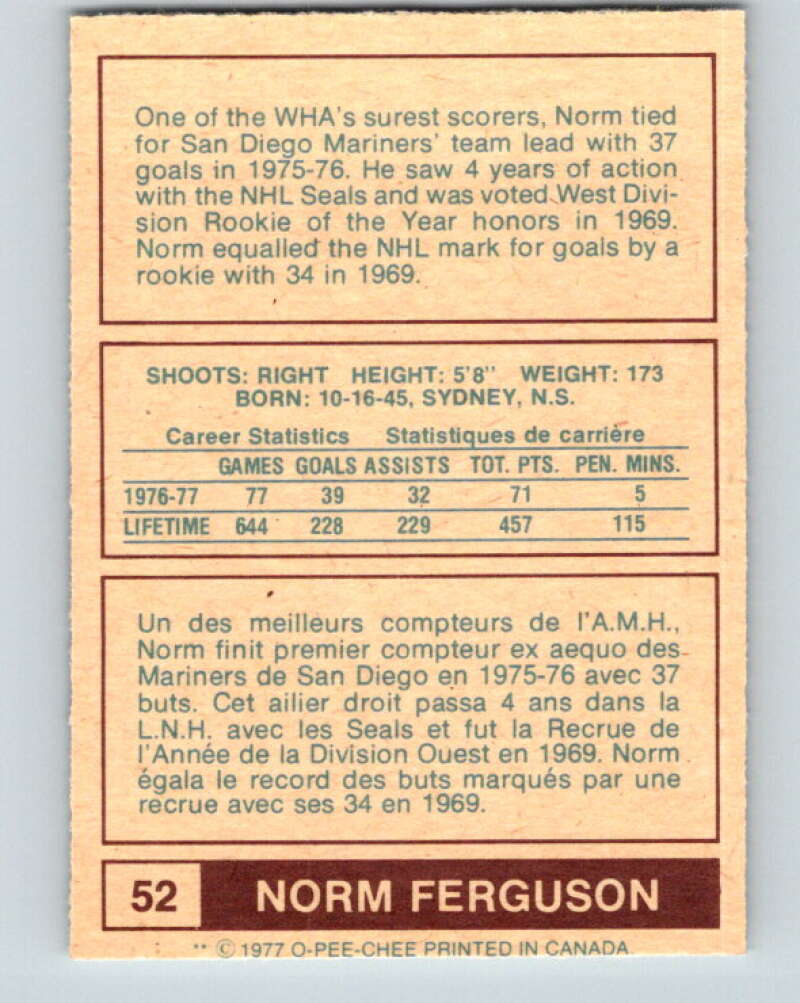 One of the WHA's surest scorers, Norm tied
for San Diego Mariners' team lead with 37
goals in 1975-76. He saw 4 years of action
with the NHL Seals and was voted West Divi-
sion Rookie of the Year honors in 1969.
Norm equalled the NHL mark for goals by a
rookie with 34 in 1969.
SHOOTS: RIGHT HEIGHT: 5'8" WEIGHT: 173
BORN: 10-16-45, SYDNEY, N.S.
Career Statistics Statistiques de carrière
GAMES GOALS ASSISTS TOT. PTS. PEN. MINS.
1976-77 77 39 32 71 5
LIFETIME 644 228 229 457 115
Un des meilleurs compteurs de l'A.M.H.,
Norm finit premier compteur ex aequo des
Mariners de San Diego en 1975-76 avec 37
buts. Cet ailier droit passa 4 ans dans la
L.N.H. avec les Seals et fut la Recrue de
l'Année de la Division Ouest en 1969. Norm
égala le record des buts marqués par une
recrue avec ses 34 en 1969.
52 NORM FERGUSON
** © 1977 O-PEE-CHEE PRINTED IN CANADA